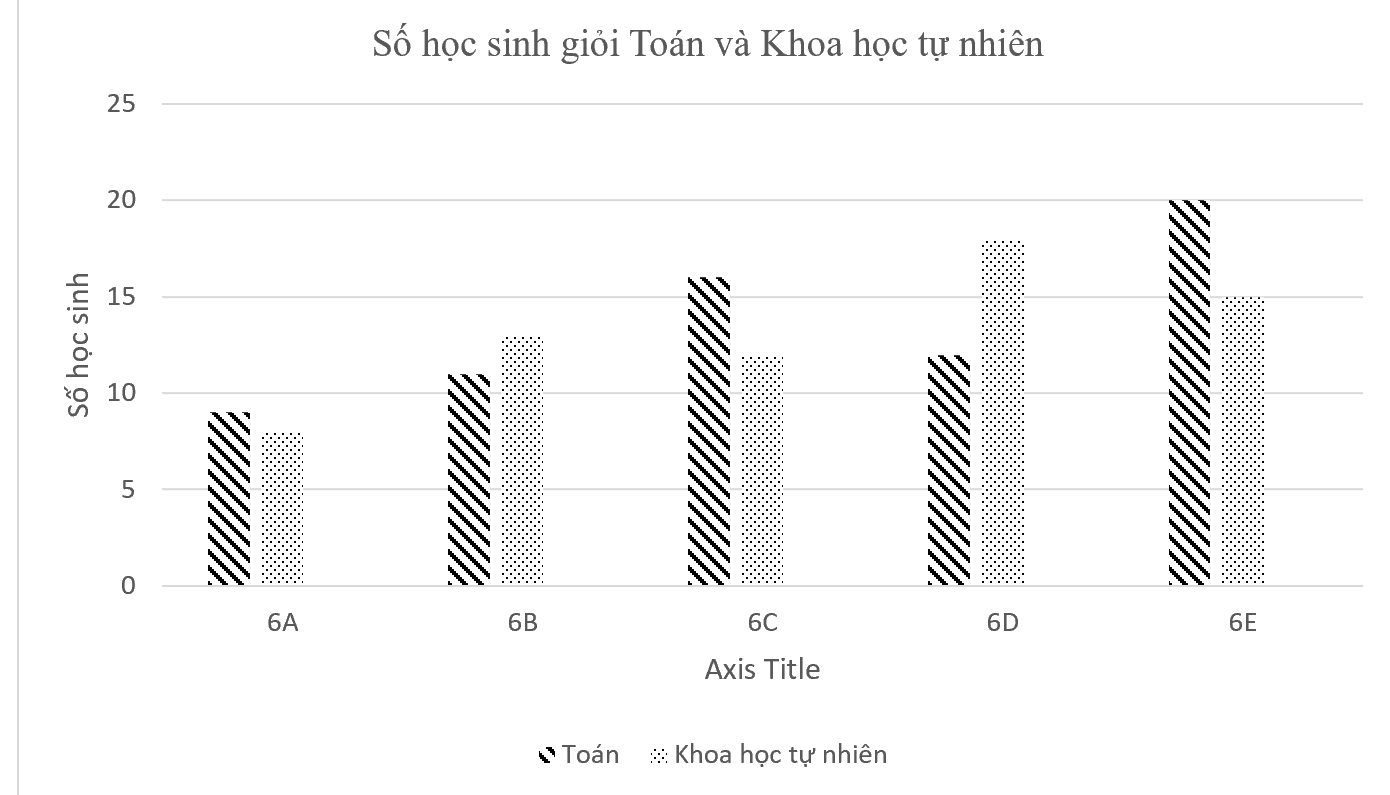 Số học sinh giỏi Toán và Khoa học tự nhiên
25
20
15
10
5
0
Số học sinh
6A 6B 6C 6D 6E
Axis Title
Toán Khoa học tự nhiên